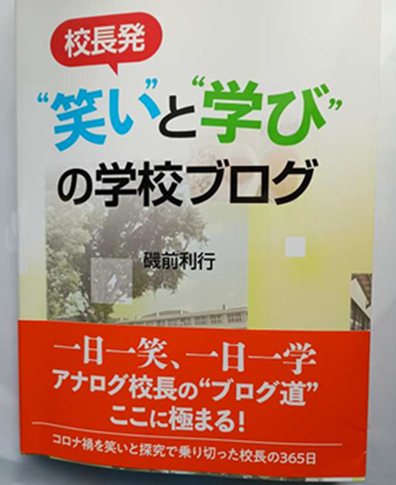 校長発
“笑い”と“学び”
の学校ブログ
磯前利行
一日一笑、一日一学
アナログ校長の“ブログ道”
ここに極まる!
コロナ禍を笑いと探究で乗り切った校長の365日